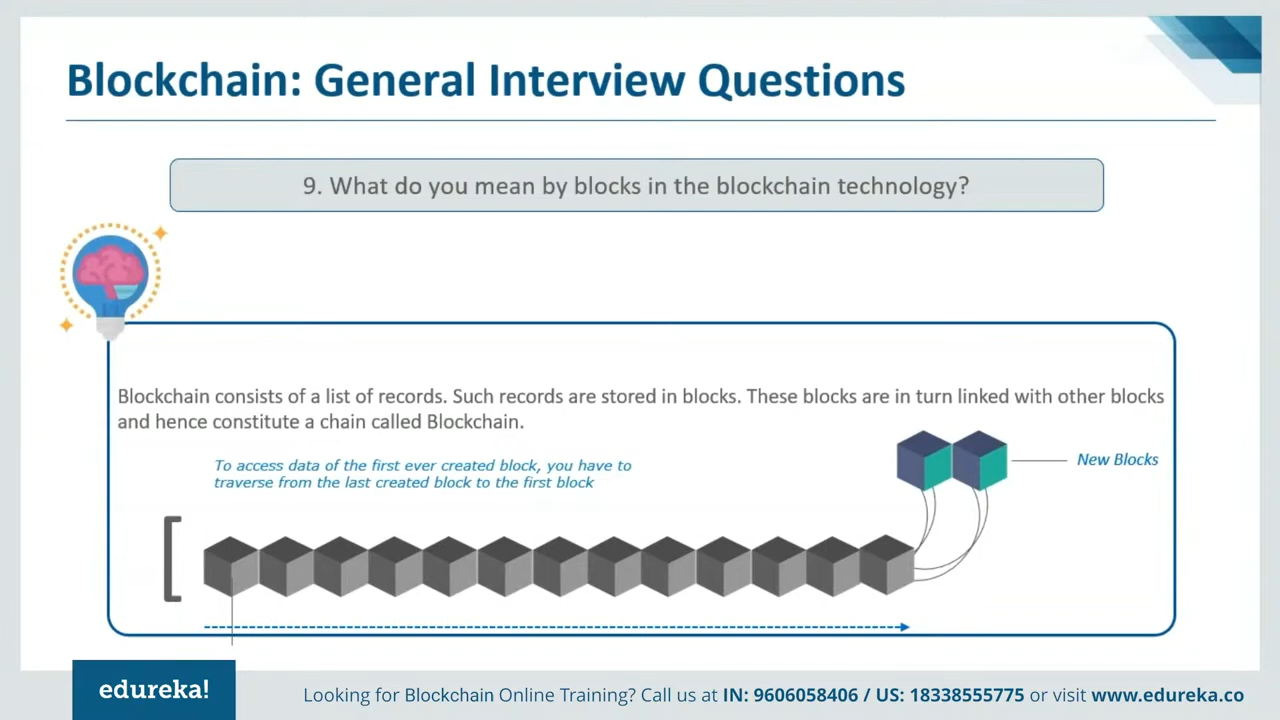 Blockchain: General Interview Questions
9. What do you mean by blocks in the blockchain technology?
Blockchain consists of a list of records. Such records are stored in blocks. These blocks are in turn linked with other blocks
and hence constitute a chain called Blockchain.
To access data of the first ever created block, you have to
traverse from the last created block to the first block
New Blocks
edureka!
Looking for Blockchain Online Training? Call us at IN: 9606058406 / US: 18338555775 or visit www.edureka.co